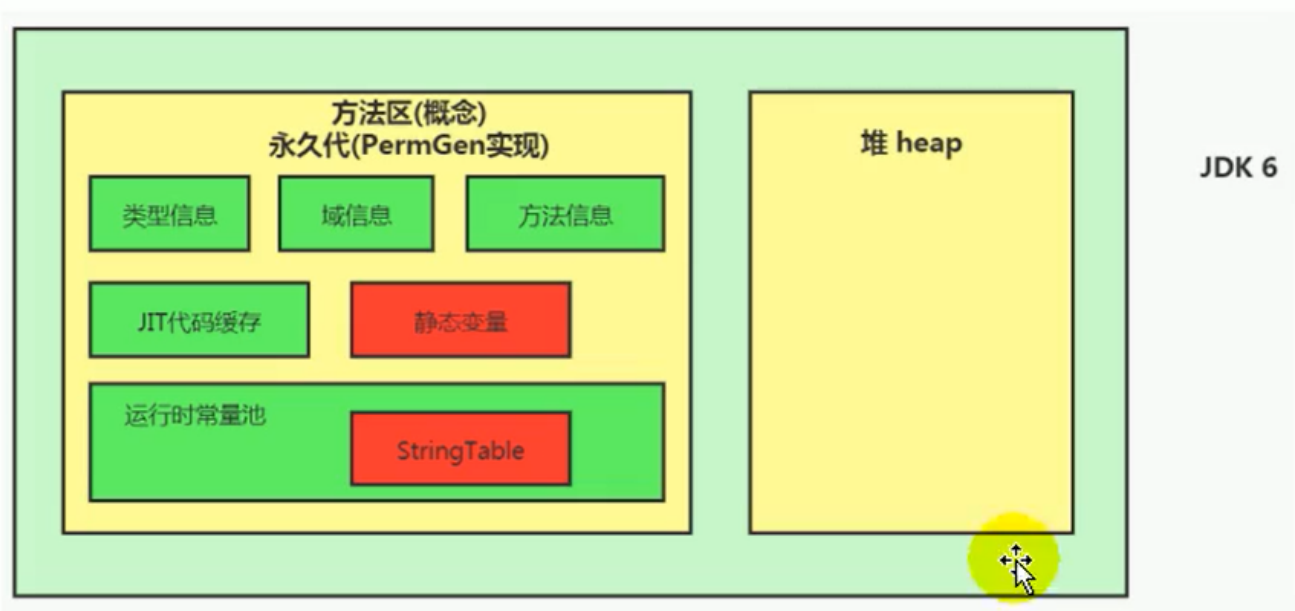 方法区(概念)
永久代(PermGen实现)
类型信息
域信息
方法信息
JIT代码缓存
静态变量
运行时常量池
StringTable
堆 heap
JDK 6